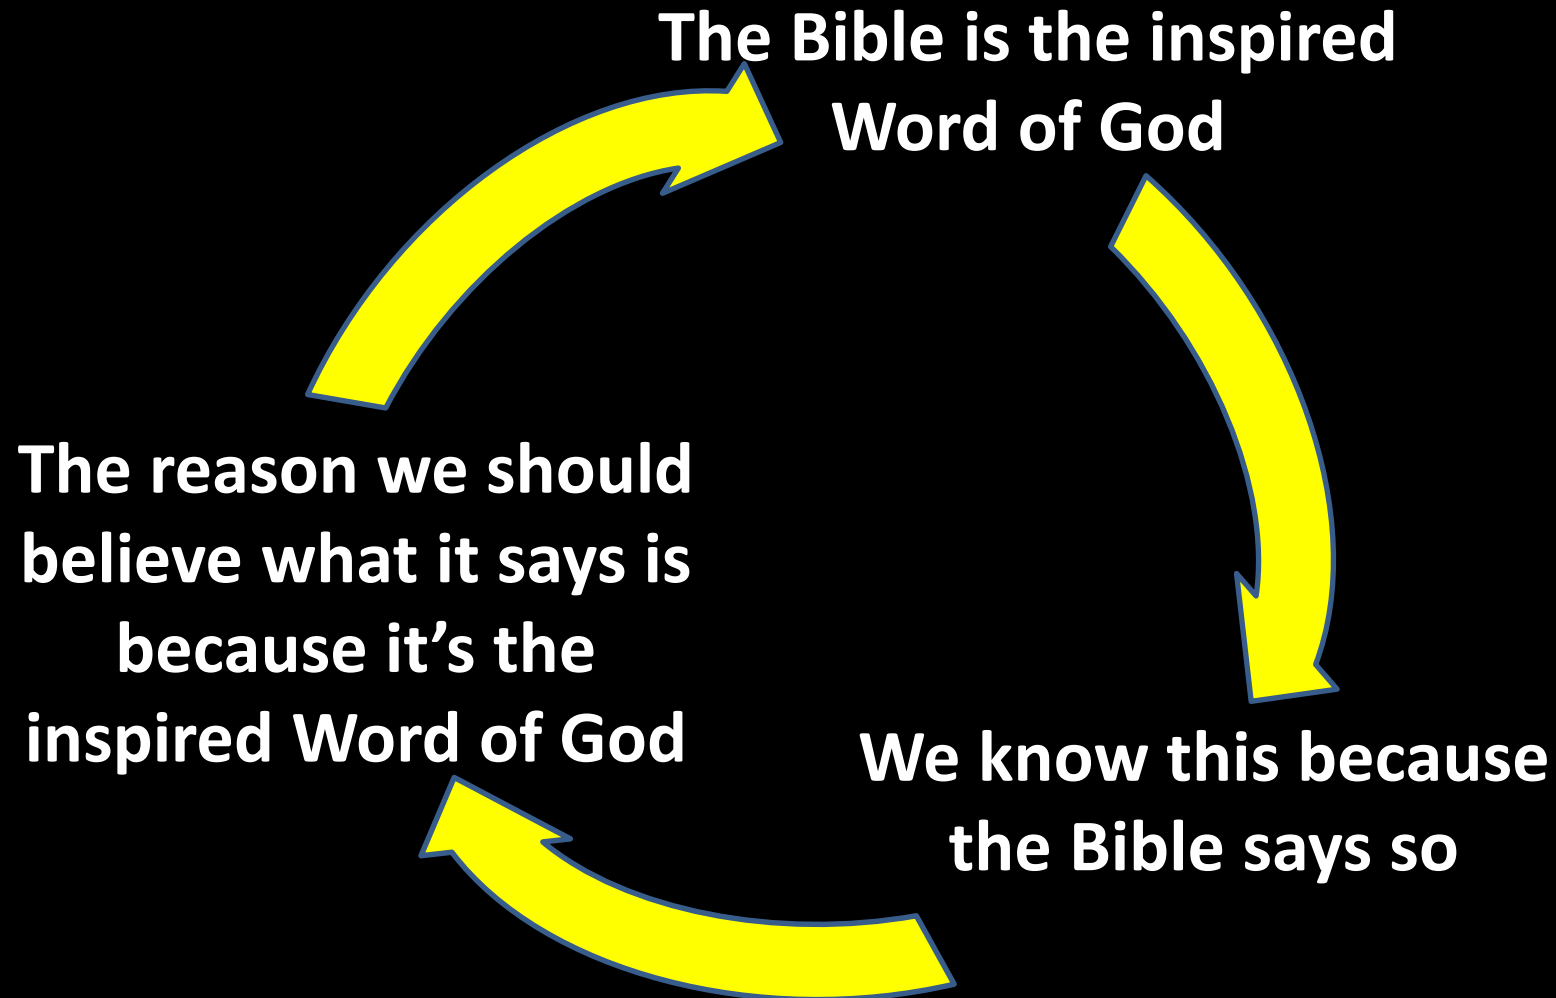 The Bible is the inspired
Word of God
The reason we should
believe what it says is
because it’s the
inspired Word of God
We know this because
the Bible says so